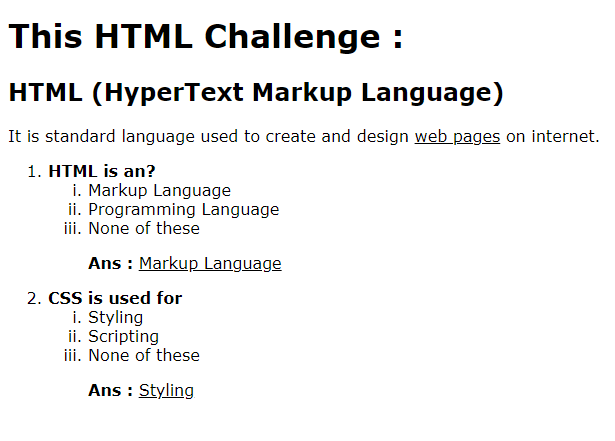 This HTML Challenge :
HTML (HyperText Markup Language)
It is standard language used to create and design web pages on internet.
1. HTML is an?
i. Markup Language
ii. Programming Language
iii. None of these
Ans : Markup Language
2. CSS is used for
i. Styling
ii. Scripting
iii. None of these
Ans : Styling